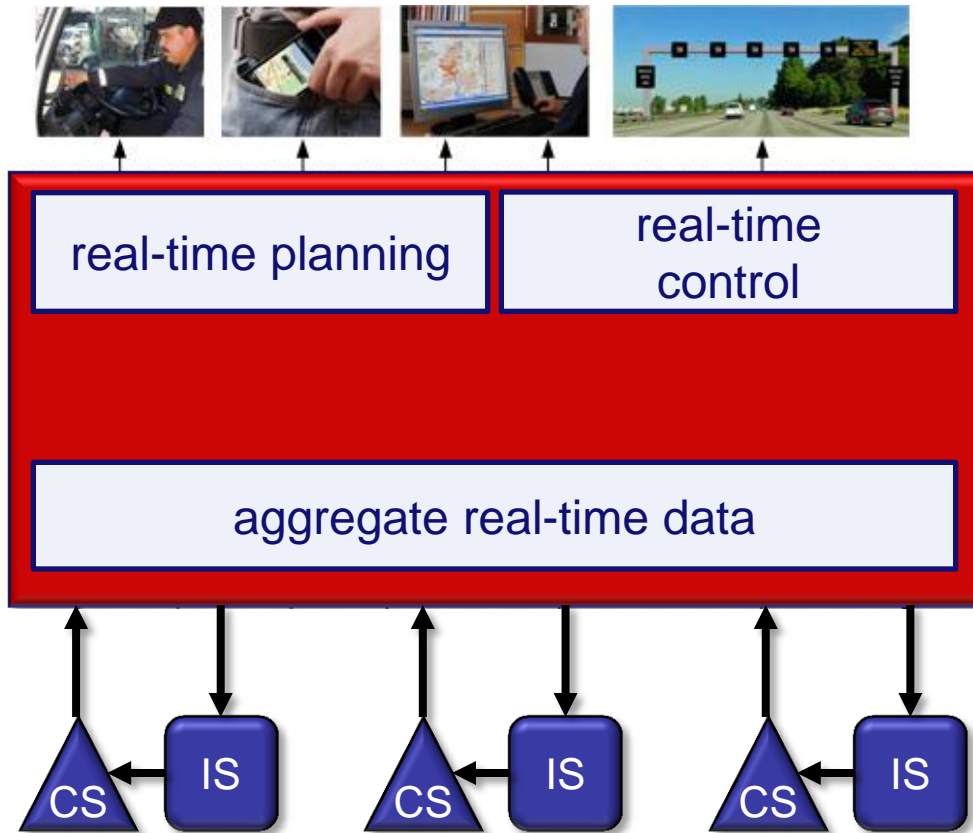 real-time planning
real-time
control
aggregate real-time data
CS
IS
CS
IS
CS
IS